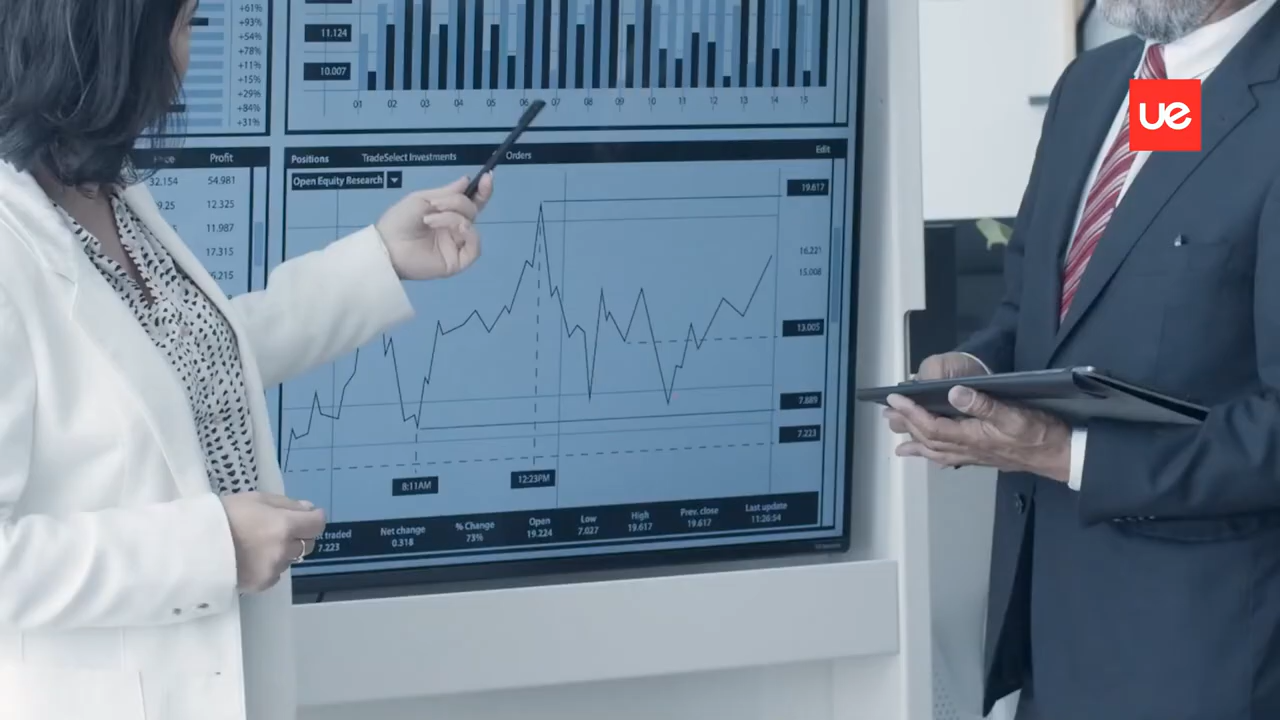 +61%
+93%
+54%
+78%
+11%
+15%
+29%
+84%
+31%
11.124
10.007
01 02 03 04 05 06 07 08 09 10 11 12 13 14 15
ue
Profit
32.154 54.981
9.25 12.325
11.987
17.315
Positions TradeSelect Investments Orders Edit
Open Equity Research
19.617
16.221
15.008
13.005
7.889
7.223
8:11AM 12:23PM
traded Net change % Change Open Low High Prev. close Last update
7.223 0.318 73% 19.224 7.027 19.617 19.617 11:26:54